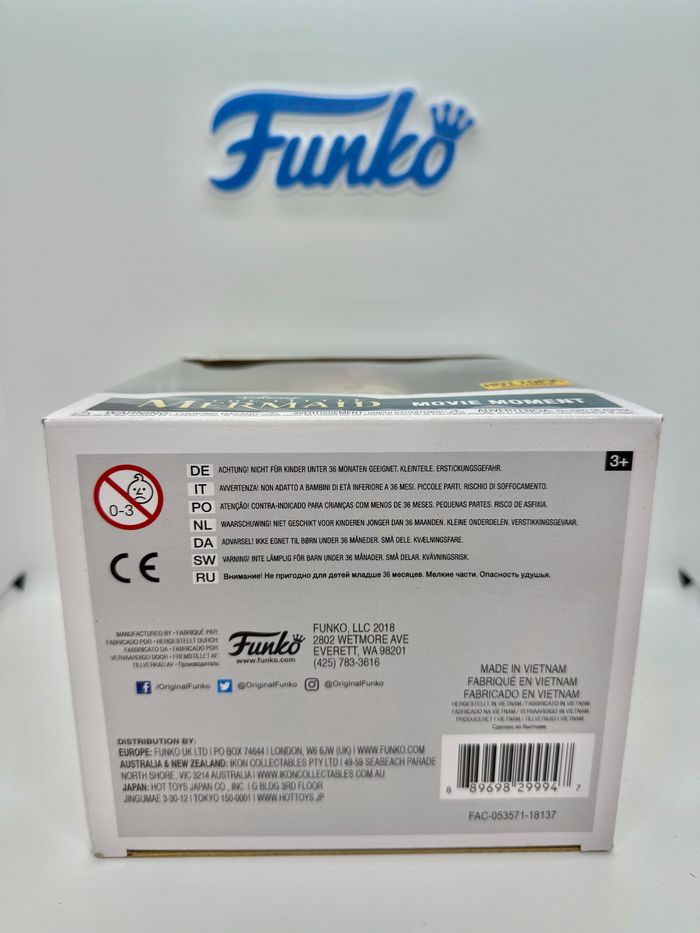 Funko
HOT TOPIC
Disney
MERMAID MOVIE MOMENT
3+
0-3
CE
DE ACHTUNG! NICHT FÜR KINDER UNTER 36 MONATEN GEEIGNET. KLEINTEILE. ERSTICKUNGSGEFAHR.
IT AVVERTENZA! NON ADATTO A BAMBINI DI ETÀ INFERIORE A 36 MESI. PICCOLE PARTI. RISCHIO DI SOFFOCAMENTO.
PO ATENÇÃO! CONTRA-INDICADO PARA CRIANÇAS COM MENOS DE 36 MESES. PEQUENAS PARTES. RISCO DE ASFIXIA.
NL WAARSCHUWING! NIET GESCHIKT VOOR KINDEREN JONGER DAN 36 MAANDEN. KLEINE ONDERDELEN. VERSTIKKINGSGEVAAR.
DA ADVARSEL! IKKE EGNET TIL BØRN UNDER 36 MÅNEDER. SMÅ DELE. KVÆLNINGSFARE.
SW VARNING! INTE LÄMPLIG FÖR BARN UNDER 36 MÅNADER. SMÅ DELAR. KVÄVNINGSRISK.
RU Внимание! Не пригодно для детей младше 36 месяцев. Мелкие части. Опасность удушья.
MANUFACTURED BY • FABRIQUÉ PAR:
FABRICADO POR • HERGESTELLT DURCH:
FABBRICATO DA • FABRICADO POR:
VERVAARDIGD DOOR • FREMSTILLET AF:
TILLVERKAD AV • Производитель:
Funko
www.funko.com
FUNKO, LLC 2018
2802 WETMORE AVE
EVERETT, WA 98201
(425) 783-3616
/OriginalFunko @OriginalFunko @OriginalFunko
MADE IN VIETNAM
FABRIQUÉ EN VIETNAM
FABRICADO EN VIETNAM
HERGESTELLT IN VIETNAM / FABBRICATO IN VIETNAM
FABRICADO NA VIETNAM / VERVAARDIGD IN VIETNAM
PRODUCERET I VIETNAM / TILLVERKAD I VIETNAM
Сделано во Вьетнаме
DISTRIBUTION BY:
EUROPE: FUNKO UK LTD I PO BOX 74644 I LONDON, W6 6JW (UK) I WWW.FUNKO.COM
AUSTRALIA & NEW ZEALAND: IKON COLLECTABLES PTY LTD I 49-59 SEABEACH PARADE
NORTH SHORE, VIC 3214 AUSTRALIA I WWW.IKONCOLLECTABLES.COM.AU
JAPAN: HOT TOYS JAPAN CO., INC. I G BLDG 3RD FLOOR
JINGUMAE 3-30-12 I TOKYO 150-0001 I WWW.HOTTOYS.JP
8 89698 29994 7
FAC-053571-18137